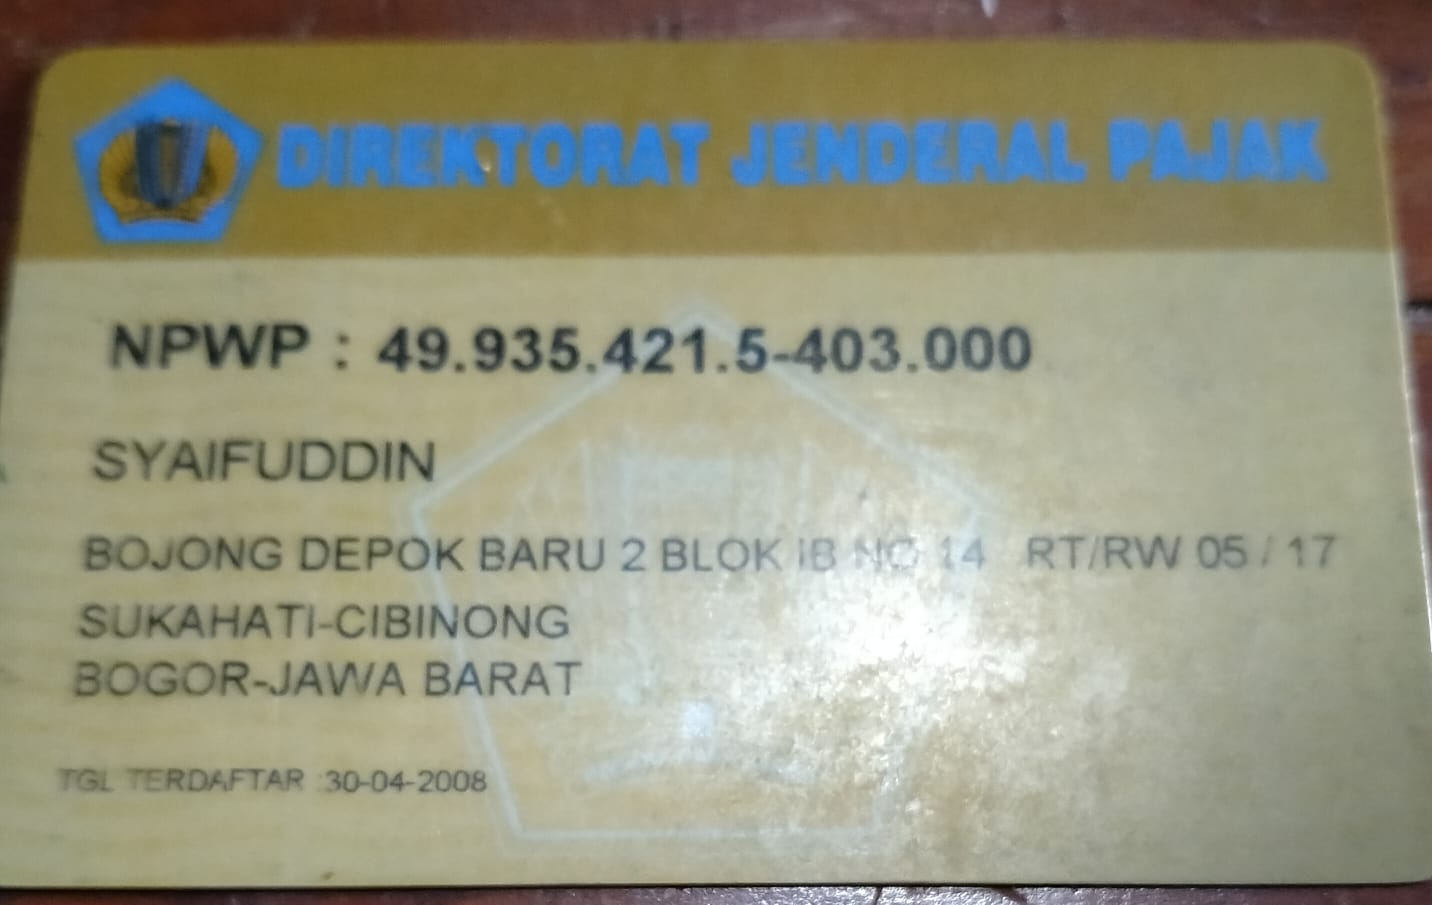 DIREKTORAT JENDERAL PAJAK
NPWP : 49.935.421.5-403.000
SYAIFUDDIN
BOJONG DEPOK BARU 2 BLOK IB NO 14 RT/RW 05 / 17
SUKAHATI-CIBINONG
BOGOR-JAWA BARAT
TGL TERDAFTAR :30-04-2008